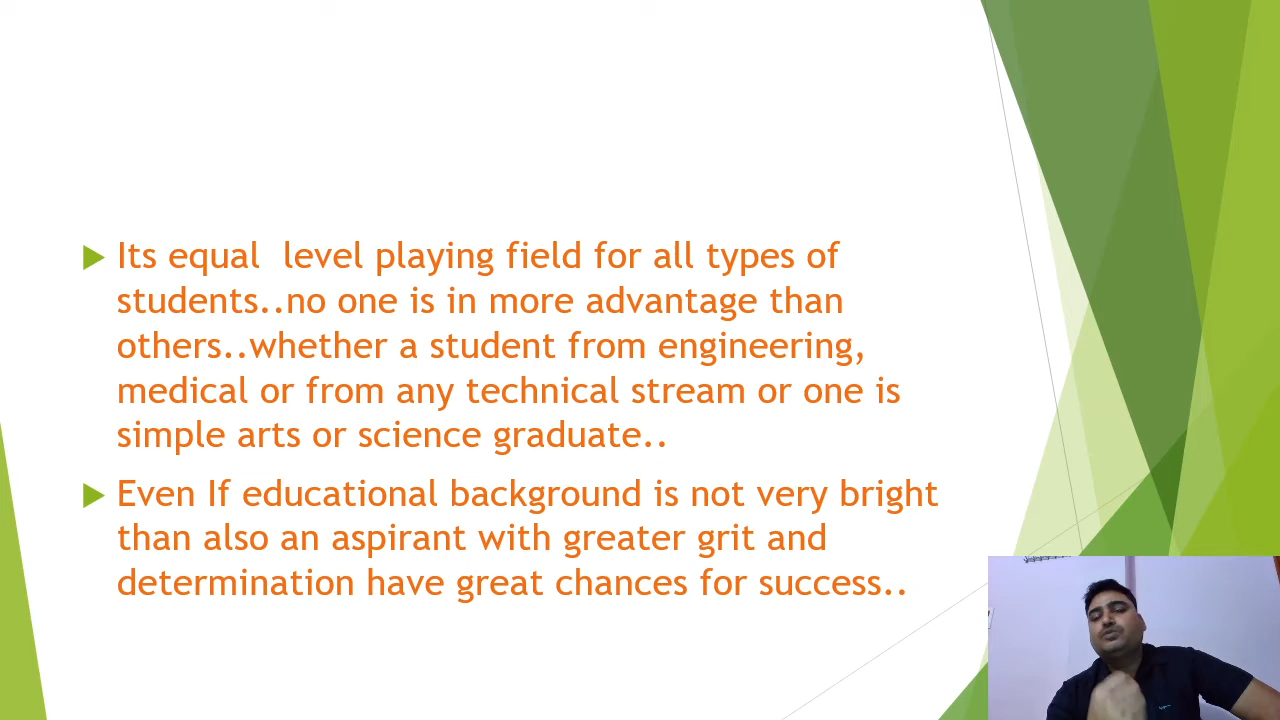 Its equal  level playing field for all types of
students..no one is in more advantage than
others..whether a student from engineering,
medical or from any technical stream or one is
simple arts or science graduate..
Even If educational background is not very bright
than also an aspirant with greater grit and
determination have great chances for success..